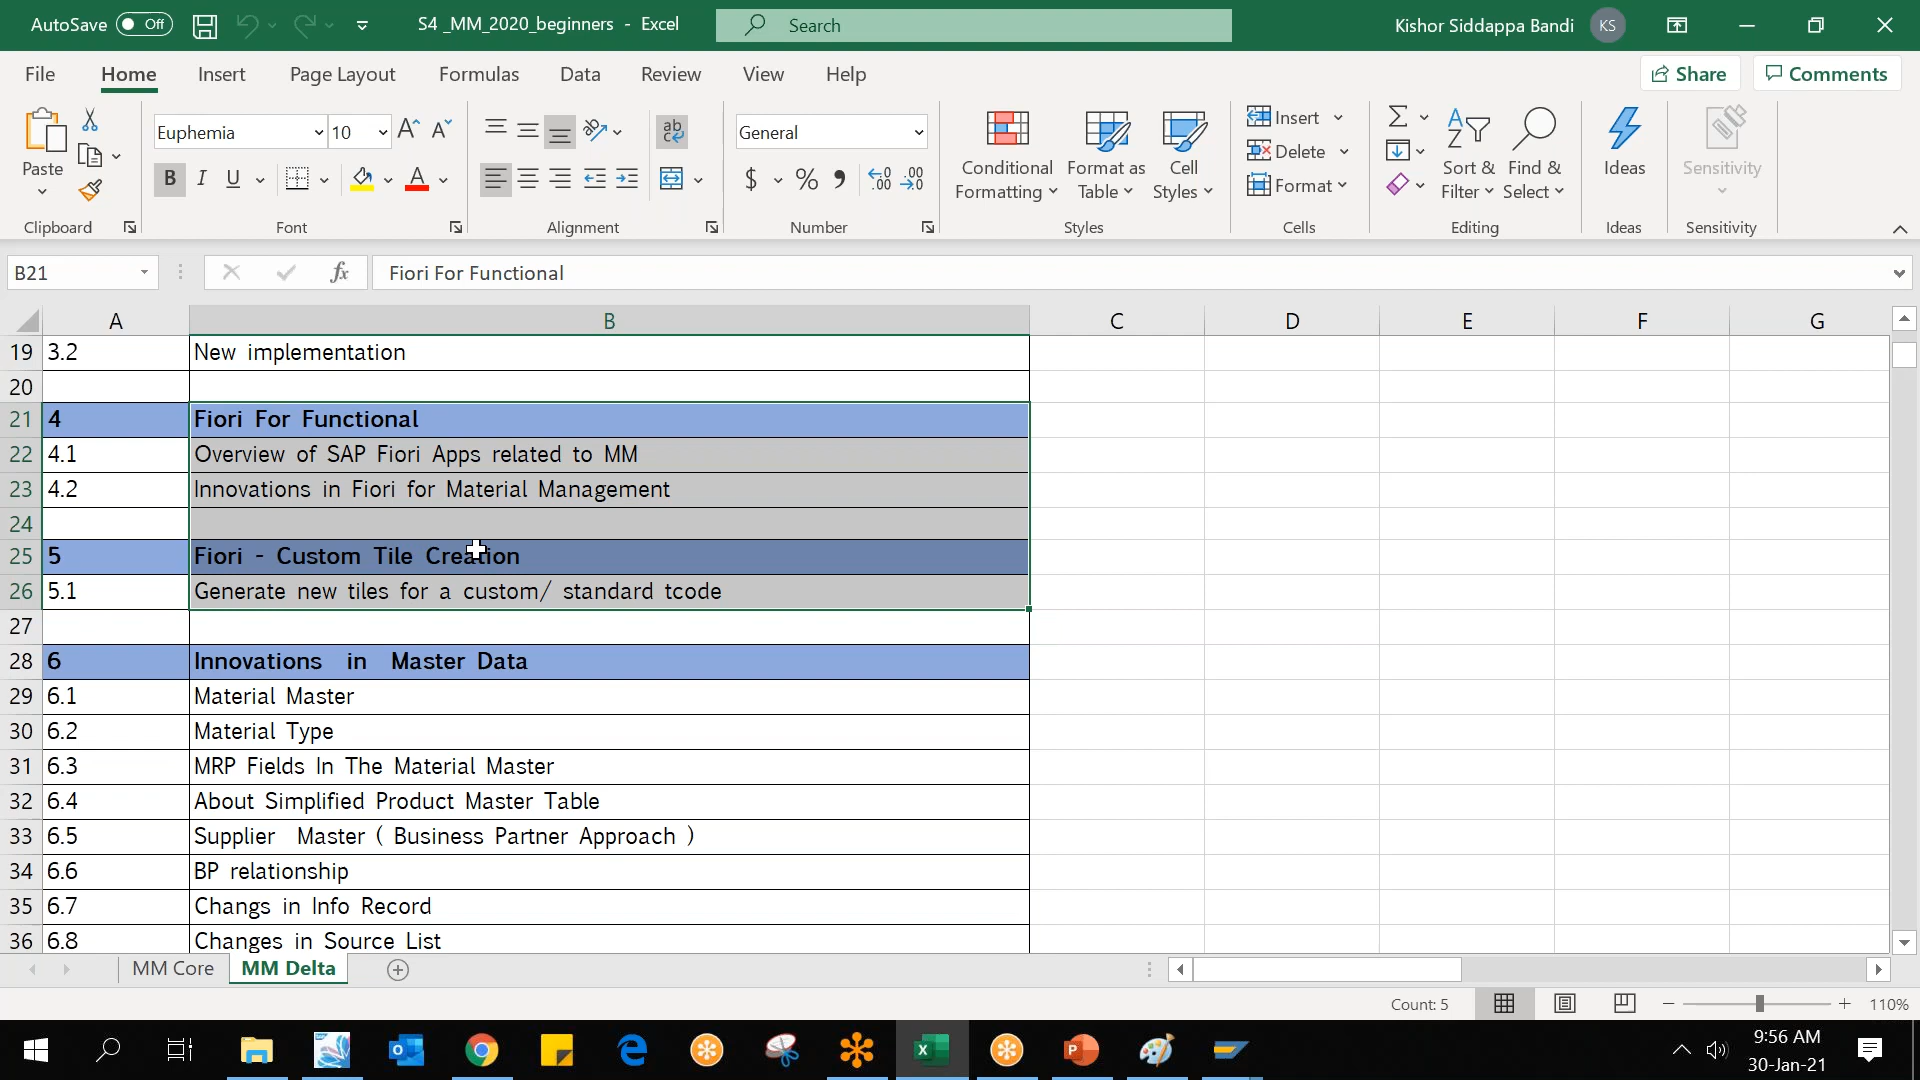 AutoSave Off S4 _MM_2020_beginners - Excel Search Kishor Siddappa Bandi KS
File Home Insert Page Layout Formulas Data Review View Help Share Comments
Paste
Clipboard
Euphemia 10
B I U
Font
Alignment
General
$ % 9
Number
Conditional Formatting
Format as Table
Cell Styles
Styles
Insert
Delete
Format
Cells
Sort & Filter
Find & Select
Editing
Ideas
Ideas
Sensitivity
Sensitivity
B21 fx Fiori For Functional
A B C D E F G
19 3.2 New implementation
20
21 4 Fiori For Functional
22 4.1 Overview of SAP Fiori Apps related to MM
23 4.2 Innovations in Fiori for Material Management
24
25 5 Fiori - Custom Tile Creation
26 5.1 Generate new tiles for a custom/ standard tcode
27
28 6 Innovations in Master Data
29 6.1 Material Master
30 6.2 Material Type
31 6.3 MRP Fields In The Material Master
32 6.4 About Simplified Product Master Table
33 6.5 Supplier Master ( Business Partner Approach )
34 6.6 BP relationship
35 6.7 Changs in Info Record
36 6.8 Changes in Source List
MM Core MM Delta
Count: 5 110%
9:56 AM
30-Jan-21